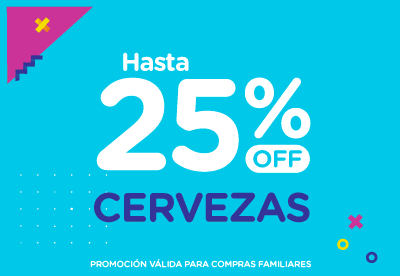 Hasta
25%
OFF
CERVEZAS
PROMOCIÓN VÁLIDA PARA COMPRAS FAMILIARES